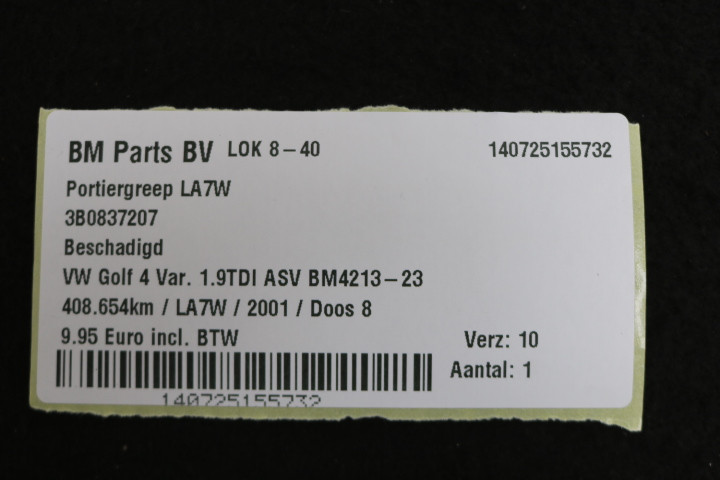 BM Parts BV LOK 8-40 140725155732
Portiergreep LA7W
3B0837207
Beschadigd
VW Golf 4 Var. 1.9TDI ASV BM4213-23
408.654km / LA7W / 2001 / Doos 8
9.95 Euro incl. BTW Verz: 10
Aantal: 1
140725155732